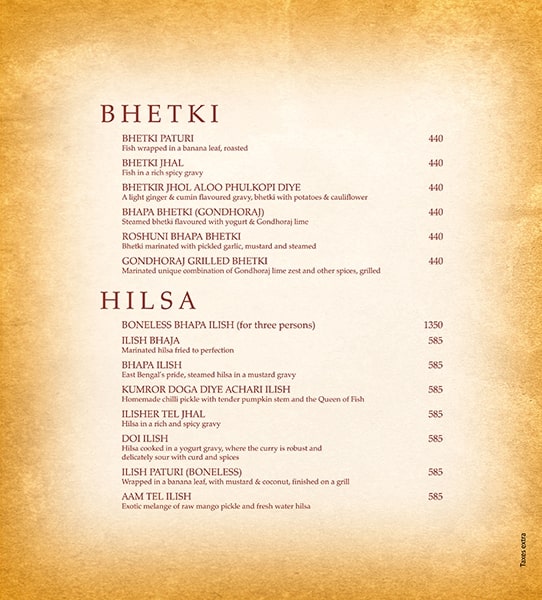 BHETKI
BHETKI PATURI 440
Fish wrapped in a banana leaf, roasted
BHETKI JHAL 440
Fish in a rich spicy gravy
BHETKIR JHOL ALOO PHULKOPI DIYE 440
A light ginger & cumin flavoured gravy, bhetki with potatoes & cauliflower
BHAPA BHETKI (GONDHORAJ) 440
Steamed bhetki flavoured with yogurt & Gondhoraj lime
ROSHUNI BHAPA BHETKI 440
Bhetki marinated with pickled garlic, mustard and steamed
GONDHORAJ GRILLED BHETKI 440
Marinated unique combination of Gondhoraj lime zest and other spices, grilled
HILSA
BONELESS BHAPA ILISH (for three persons) 1350
ILISH BHAJA 585
Marinated hilsa fried to perfection
BHAPA ILISH 585
East Bengal's pride, steamed hilsa in a mustard gravy
KUMROR DOGA DIYE ACHARI ILISH 585
Homemade chilli pickle with tender pumpkin stem and the Queen of Fish
ILISHER TEL JHAL 585
Hilsa in a rich and spicy gravy
DOI ILISH 585
Hilsa cooked in a yogurt gravy, where the curry is robust and
delicately sour with curd and spices
ILISH PATURI (BONELESS) 585
Wrapped in a banana leaf, with mustard & coconut, finished on a grill
AAM TEL ILISH 585
Exotic melange of raw mango pickle and fresh water hilsa
Taxes extra